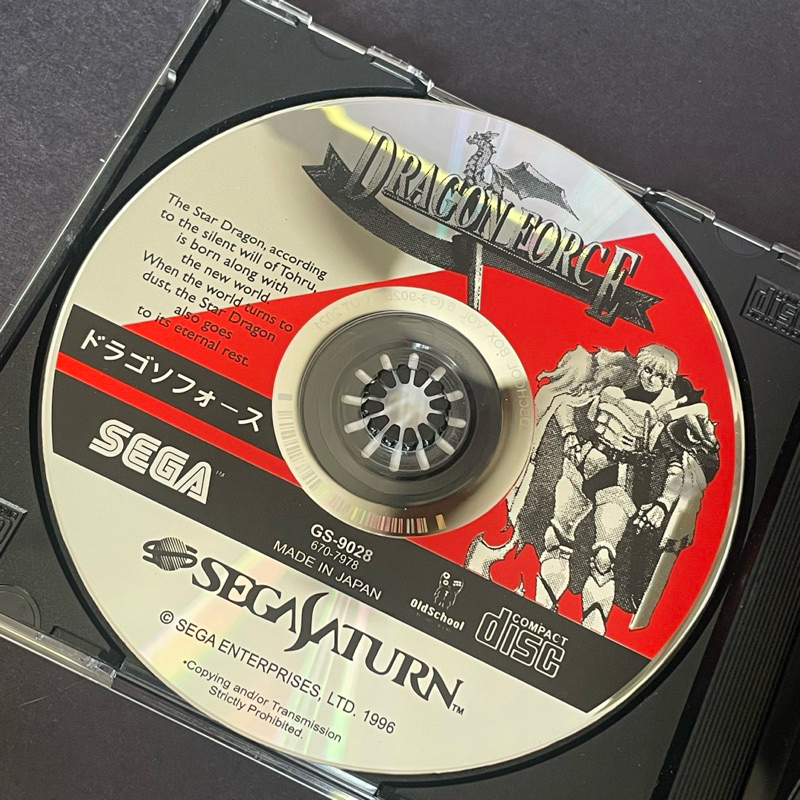 DRAGON FORCE
The Star Dragon, according
to the silent will of Tohru,
is born along with
the new world.
When the world turns to
dust, the Star Dragon
also goes
to its eternal rest.
ドラゴンフォース
SEGA™
GS-9028
670-7978
MADE IN JAPAN
OldSchool
COMPACT
disc
SEGA SATURN™
© SEGA ENTERPRISES, LTD. 1996
•Copying and/or Transmission
Strictly Prohibited.